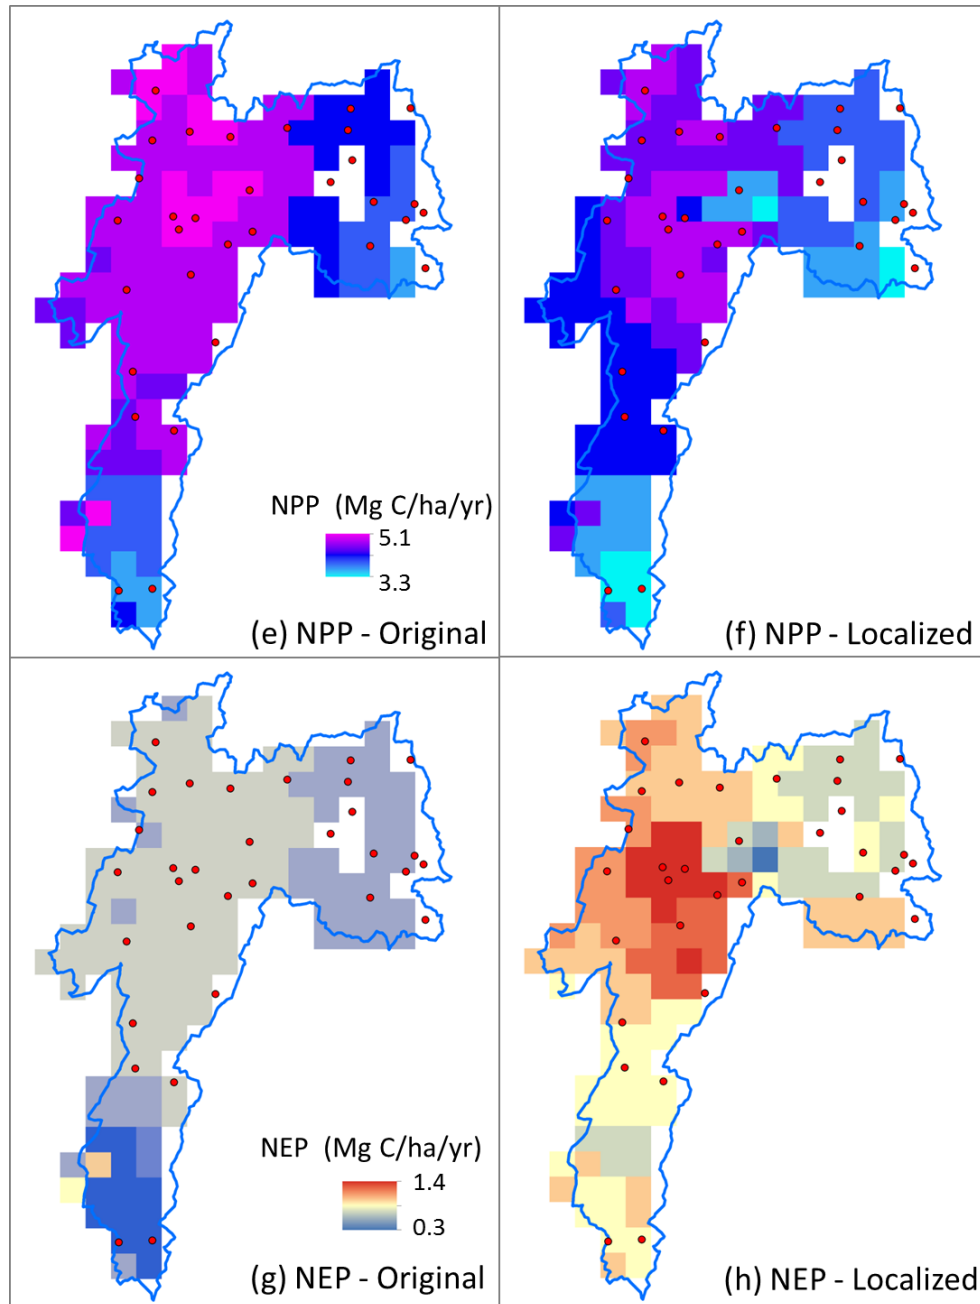 NPP (Mg C/ha/yr)
5.1
3.3
(e) NPP - Original
(f) NPP - Localized
NEP (Mg C/ha/yr)
1.4
0.3
(g) NEP - Original
(h) NEP - Localized